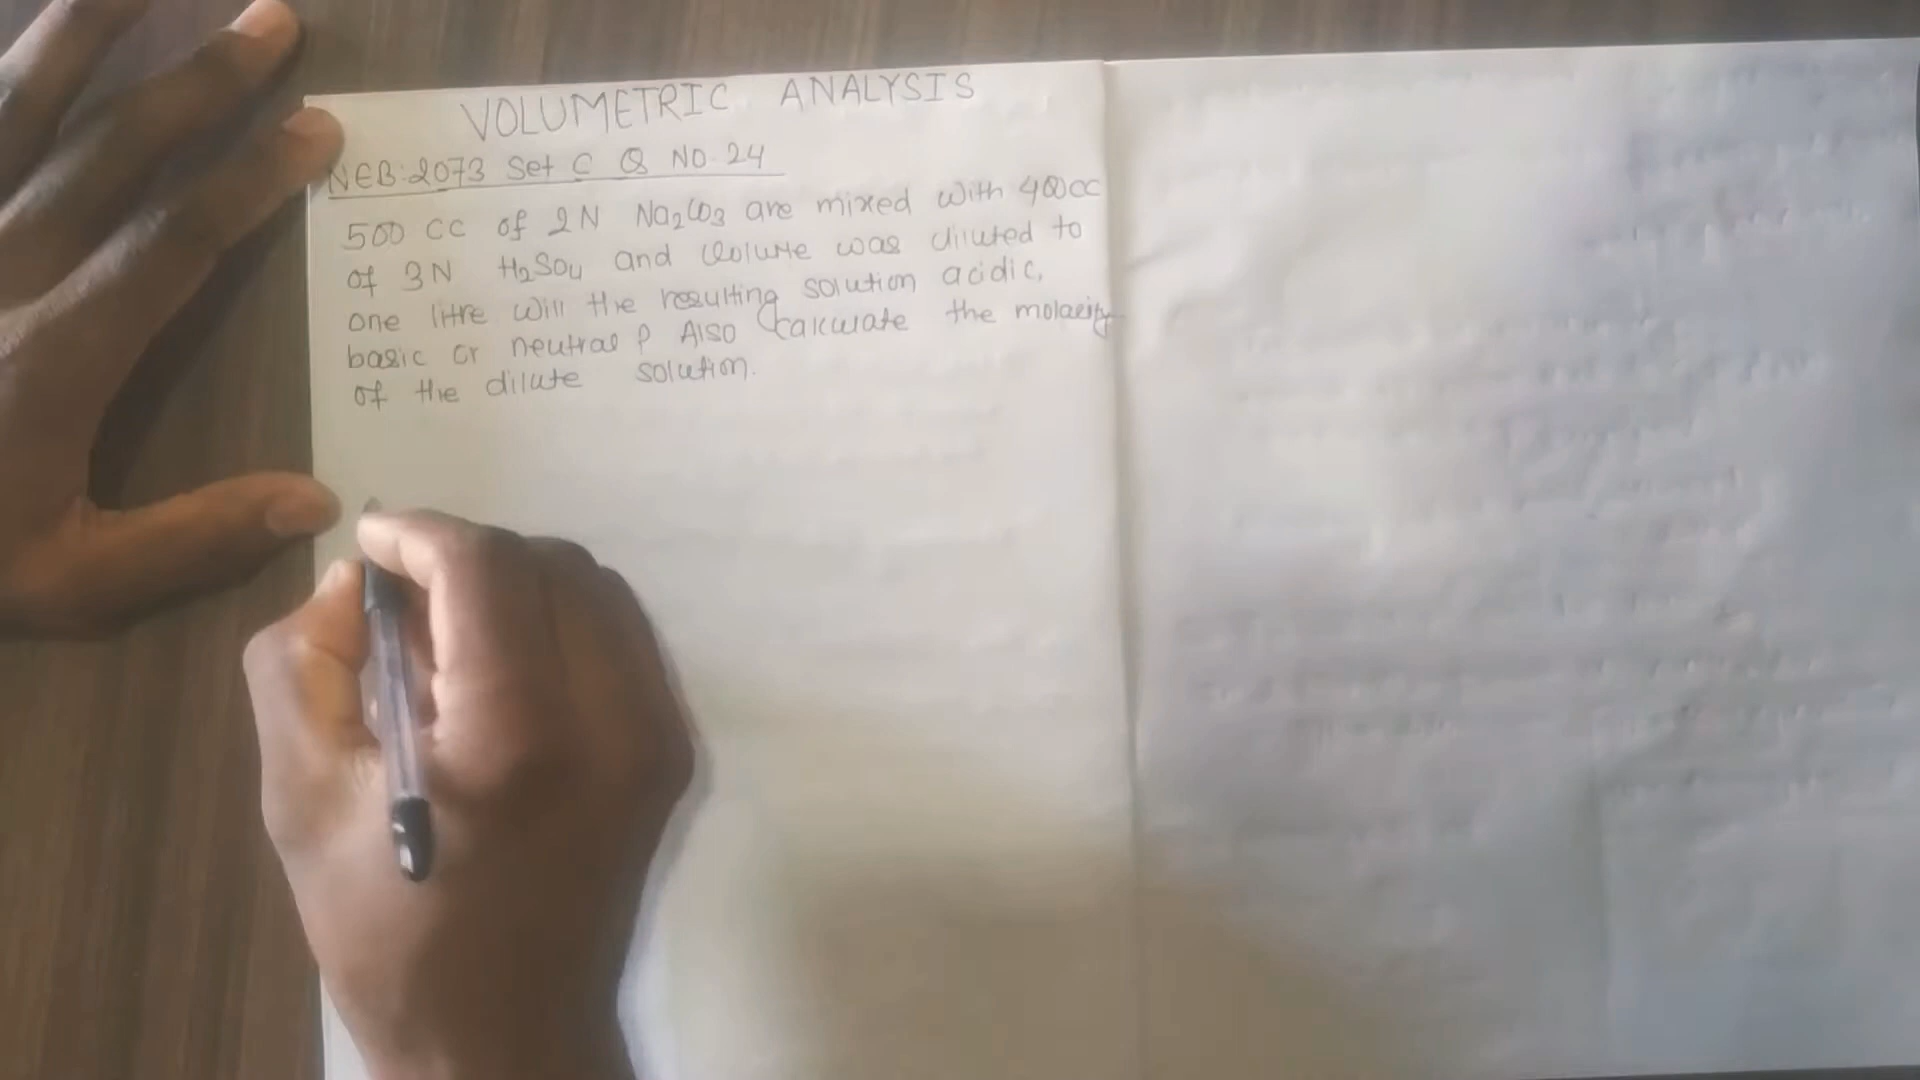 VOLUMETRIC ANALYSIS
NEB:2073 Set C Q NO. 24
500 cc of 2N Na2CO3 are mixed with 400cc
of 3N H2SO4 and volume was diluted to
one litre will the resulting solution acidic,
basic or neutral ? Also calculate the molarity
of the dilute solution.